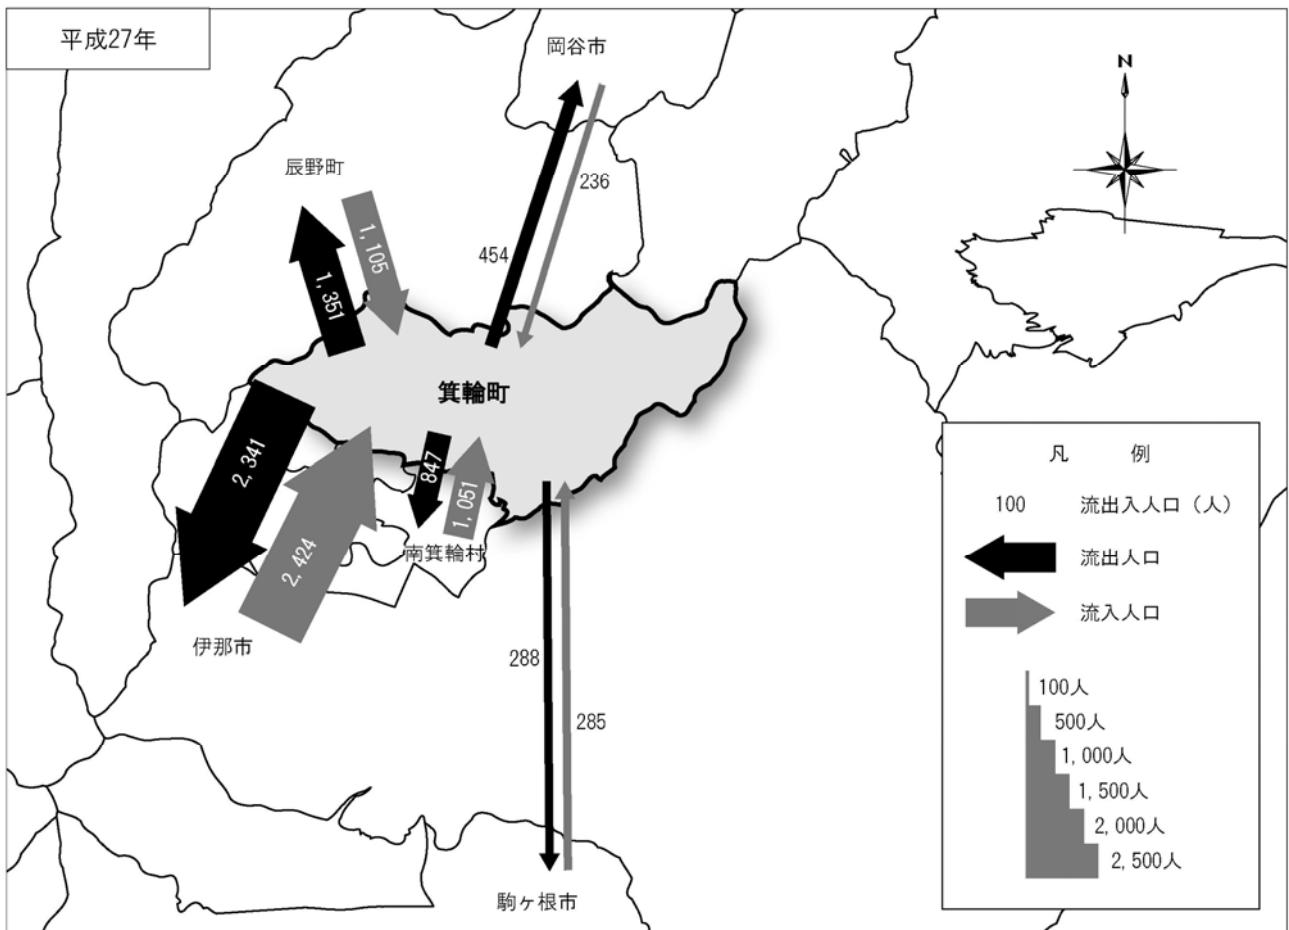 平成27年
岡谷市
N
辰野町
236
1,105
454
1,351
箕輪町
2,341
847
1,051
2,424
南箕輪村
伊那市
288
285
駒ヶ根市
凡 例
100 流出入人口（人）
流出人口
流入人口
100人
500人
1,000人
1,500人
2,000人
2,500人